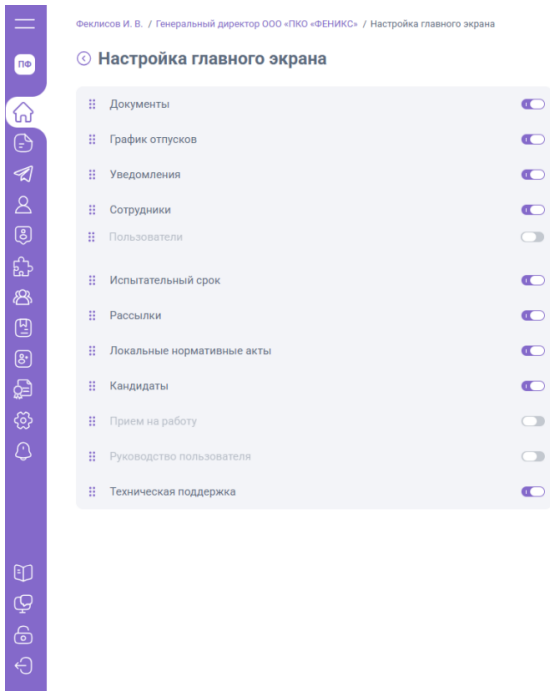 Феклисов И. В. / Генеральный директор ООО «ПКО «ФЕНИКС» / Настройка главного экрана
ПФ
Настройка главного экрана
Документы
График отпусков
Уведомления
Сотрудники
Пользователи
Испытательный срок
Рассылки
Локальные нормативные акты
Кандидаты
Прием на работу
Руководство пользователя
Техническая поддержка